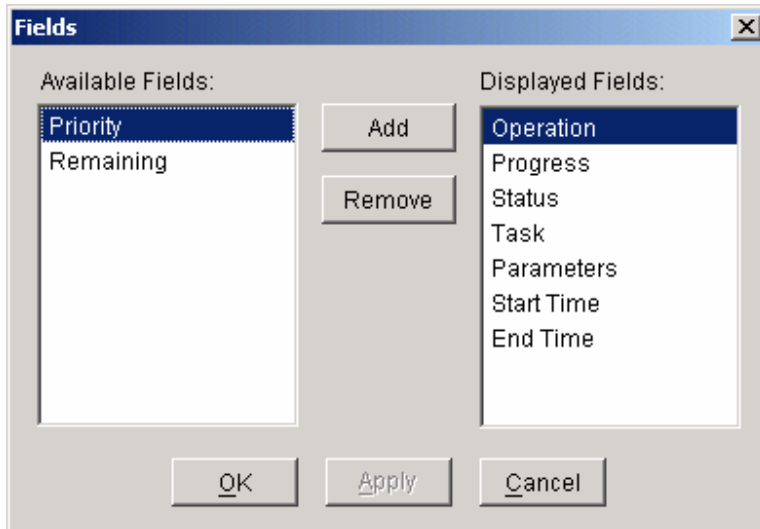 Fields
Available Fields:
Priority
Remaining
Add
Remove
Displayed Fields:
Operation
Progress
Status
Task
Parameters
Start Time
End Time
OK
Apply
Cancel